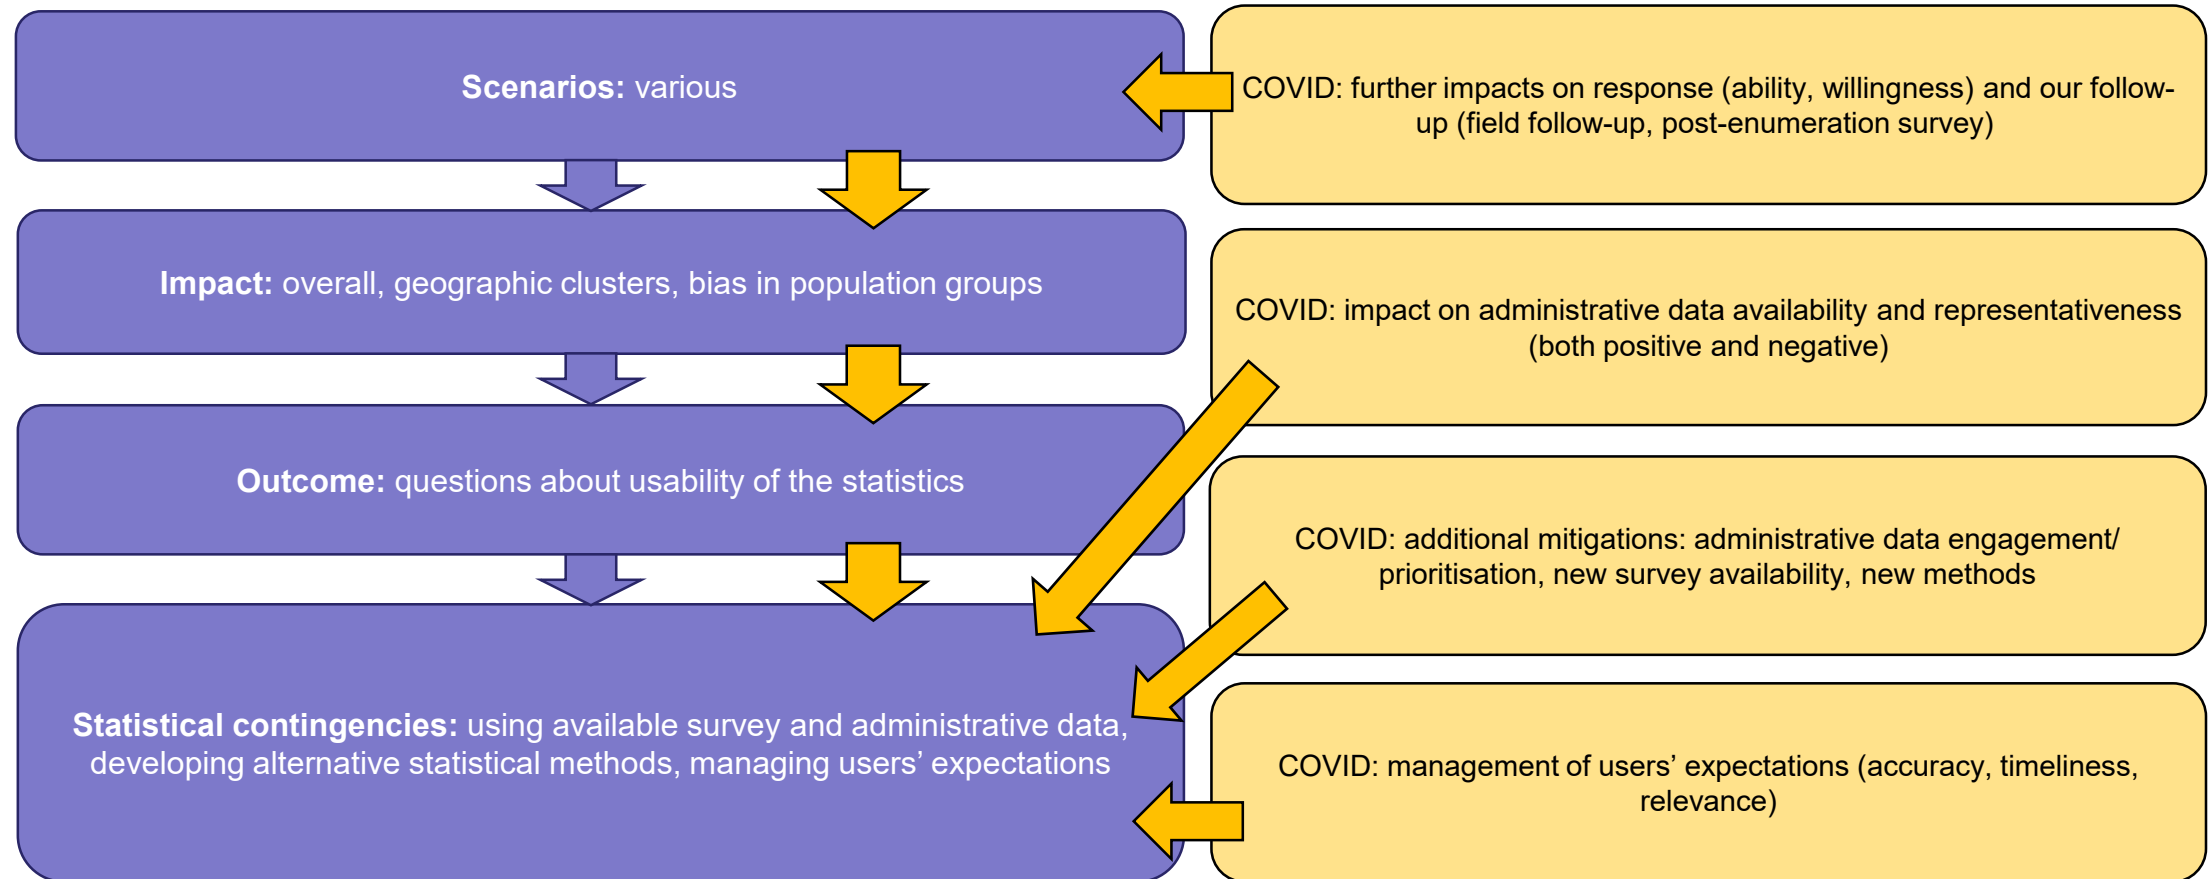 Scenarios: various
COVID: further impacts on response (ability, willingness) and our follow-
up (field follow-up, post-enumeration survey)
Impact: overall, geographic clusters, bias in population groups
COVID: impact on administrative data availability and representativeness
(both positive and negative)
Outcome: questions about usability of the statistics
COVID: additional mitigations: administrative data engagement/
prioritisation, new survey availability, new methods
Statistical contingencies: using available survey and administrative data,
developing alternative statistical methods, managing users’ expectations
COVID: management of users’ expectations (accuracy, timeliness,
relevance)